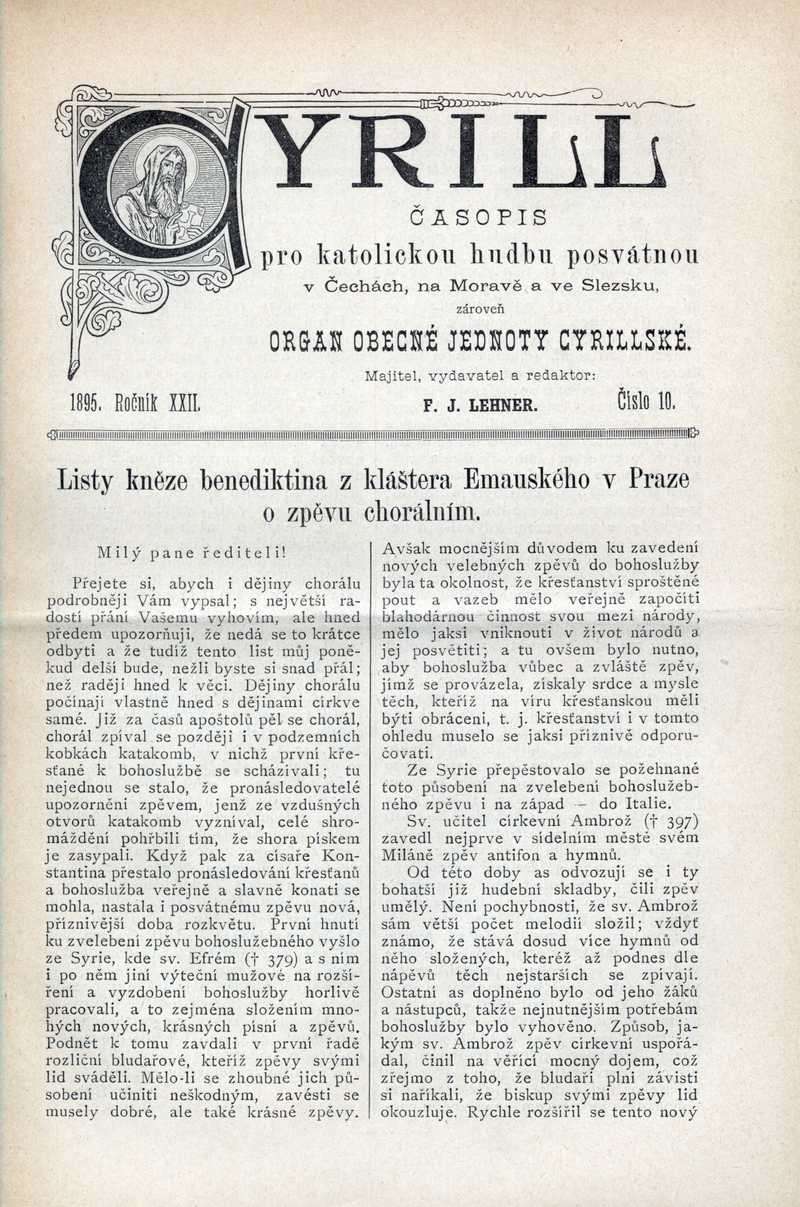 CYRILL
ČASOPIS
pro katolickou hudbu posvátnou
v Čechách, na Moravě a ve Slezsku,
zároveň
ORGAN OBECNÉ JEDNOTY CYRILLSKÉ.
Majitel, vydavatel a redaktor:
1895. Ročník XXII. F. J. LEHNER. Číslo 10.
Listy kněze benediktina z kláštera Emauského v Praze
o zpěvu chorálním.
Milý pane řediteli!
Přejete si, abych i dějiny chorálu
podrobněji Vám vypsal; s největší ra-
dostí přání Vašemu vyhovím, ale hned
předem upozorňuji, že nedá se to krátce
odbyti a že tudíž tento list můj poně-
kud delší bude, nežli byste si snad přál;
než raději hned k věci. Dějiny chorálu
počínají vlastně hned s dějinami církve
samé. Již za časů apoštolů pěl se chorál,
chorál zpíval se později i v podzemních
kobkách katakomb, v nichž první kře-
sťané k bohoslužbě se scházívali; tu
nejednou se stalo, že pronásledovatelé
upozorněni zpěvem, jenž ze vzdušných
otvorů katakomb vyzníval, celé shro-
máždění pohřbili tím, že shora pískem
je zasypali. Když pak za císaře Kon-
stantina přestalo pronásledování křesťanů
a bohoslužba veřejně a slavně konati se
mohla, nastala i posvátnému zpěvu nová,
příznivější doba rozkvětu. První hnutí
ku zvelebení zpěvu bohoslužebného vyšlo
ze Syrie, kde sv. Efrém († 379) a s ním
i po něm jiní výteční mužové na rozší-
ření a vyzdobení bohoslužby horlivě
pracovali, a to zejména složením mno-
hých nových, krásných písní a zpěvů.
Podnět k tomu zavdali v první řadě
rozliční bludařové, kteříž zpěvy svými
lid sváděli. Mělo-li se zhoubné jich pů-
sobení učiniti neškodným, zavésti se
musely dobré, ale také krásné zpěvy.
Avšak mocnějším důvodem ku zavedení
nových velebných zpěvů do bohoslužby
byla ta okolnost, že křesťanství sproštěné
pout a vazeb mělo veřejně započíti
blahodárnou činnost svou mezi národy,
mělo jaksi vniknouti v život národů a
jej posvětiti; a tu ovšem bylo nutno,
aby bohoslužba vůbec a zvláště zpěv,
jímž se provázela, získaly srdce a mysle
těch, kteříž na víru křesťanskou měli
býti obráceni, t. j. křesťanství i v tomto
ohledu muselo se jaksi příznivě odporu-
čovati.
Ze Syrie přepěstovalo se požehnané
toto působení na zvelebení bohoslužeb-
ného zpěvu i na západ — do Italie.
Sv. učitel církevní Ambrož († 397)
zavedl nejprve v sídelním městě svém
Miláně zpěv antifon a hymnů.
Od této doby as odvozují se i ty
bohatší již hudební skladby, čili zpěv
umělý. Není pochybnosti, že sv. Ambrož
sám větší počet melodií složil; vždyť
známo, že stává dosud více hymnů od
něho složených, kteréž až podnes dle
nápěvů těch nejstarších se zpívají.
Ostatní as doplněno bylo od jeho žáků
a nástupců, takže nejnutnějším potřebám
bohoslužby bylo vyhověno. Způsob, ja-
kým sv. Ambrož zpěv církevní uspořá-
dal, činil na věřící mocný dojem, což
zřejmo z toho, že bludaři plni závisti
si naříkali, že biskup svými zpěvy lid
okouzluje. Rychle rozšířil se tento nový